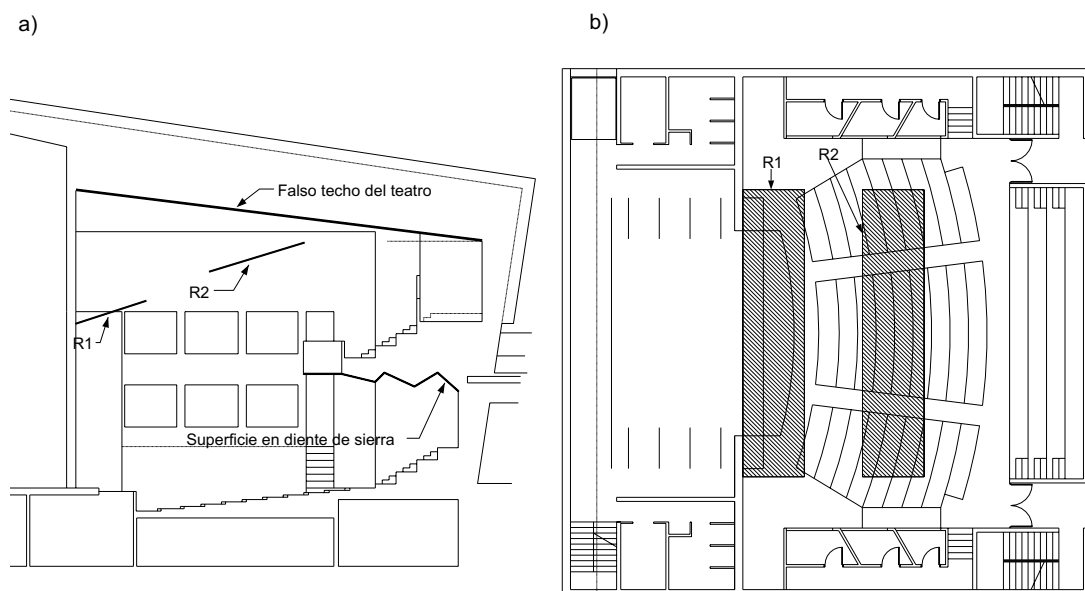 a)
b)
Falso techo del teatro
R2
R1
Superficie en diente de sierra
R1
R2